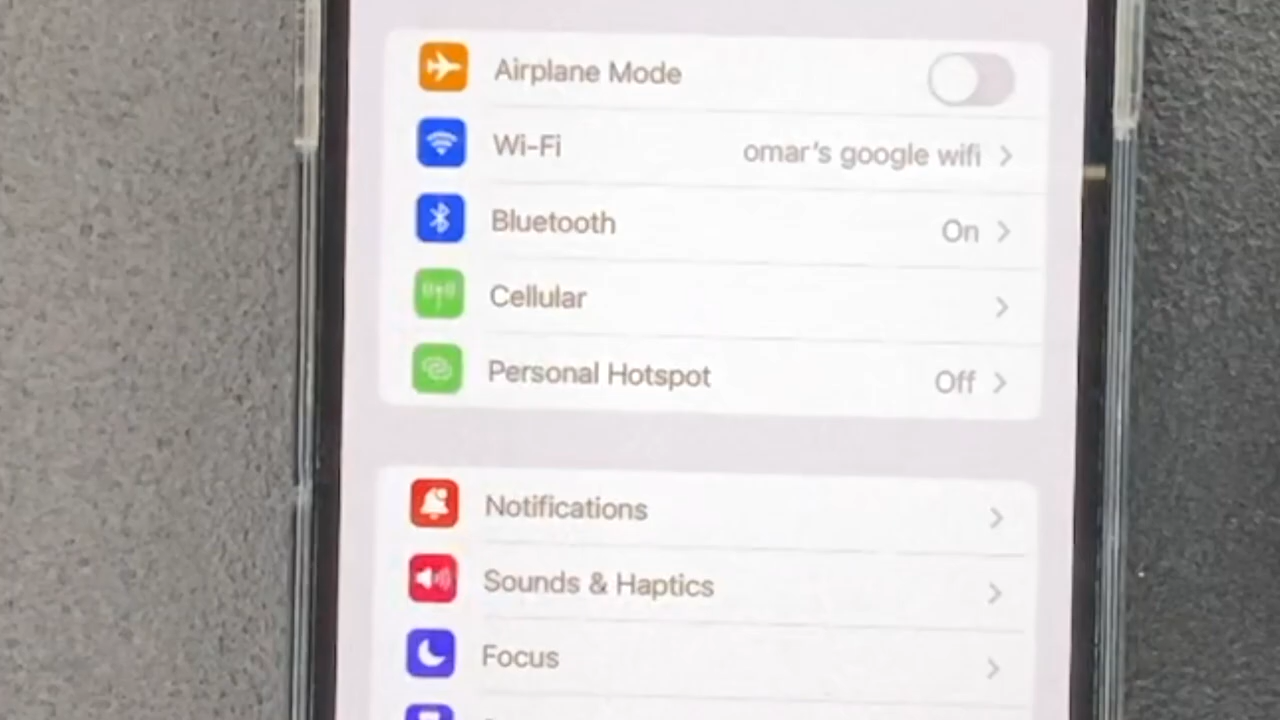 Airplane Mode
Wi-Fi omar's google wifi
Bluetooth On
Cellular
Personal Hotspot Off
Notifications
Sounds & Haptics
Focus